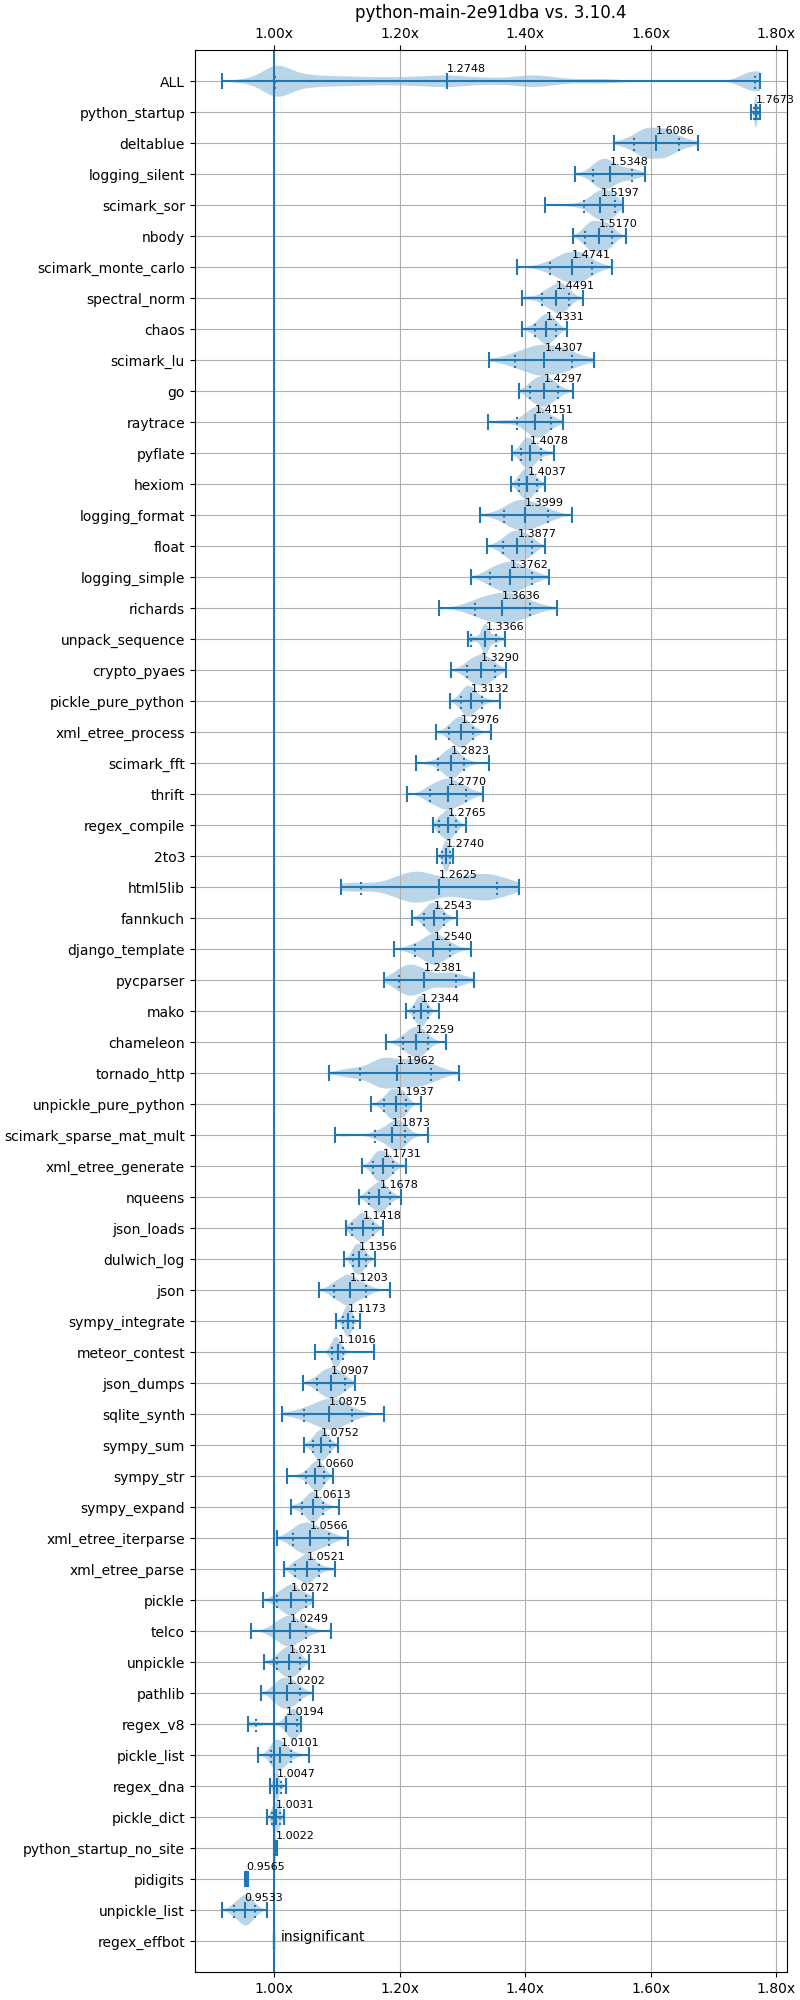 python-main-2e91dba vs. 3.10.4
1.00x 1.20x 1.40x 1.60x 1.80x
ALL 1.2748
python_startup 1.7673
deltablue 1.6086
logging_silent 1.5348
scimark_sor 1.5197
nbody 1.5170
scimark_monte_carlo 1.4741
spectral_norm 1.4491
chaos 1.4331
scimark_lu 1.4307
go 1.4297
raytrace 1.4151
pyflate 1.4078
hexiom 1.4037
logging_format 1.3999
float 1.3877
logging_simple 1.3762
richards 1.3636
unpack_sequence 1.3366
crypto_pyaes 1.3290
pickle_pure_python 1.3132
xml_etree_process 1.2976
scimark_fft 1.2823
thrift 1.2770
regex_compile 1.2765
2to3 1.2740
html5lib 1.2625
fannkuch 1.2543
django_template 1.2540
pycparser 1.2381
mako 1.2344
chameleon 1.2259
tornado_http 1.1962
unpickle_pure_python 1.1937
scimark_sparse_mat_mult 1.1873
xml_etree_generate 1.1731
nqueens 1.1678
json_loads 1.1418
dulwich_log 1.1356
json 1.1203
sympy_integrate 1.1173
meteor_contest 1.1016
json_dumps 1.0907
sqlite_synth 1.0875
sympy_sum 1.0752
sympy_str 1.0660
sympy_expand 1.0613
xml_etree_iterparse 1.0566
xml_etree_parse 1.0521
pickle 1.0272
telco 1.0249
unpickle 1.0231
pathlib 1.0202
regex_v8 1.0194
pickle_list 1.0101
regex_dna 1.0047
pickle_dict 1.0031
python_startup_no_site 1.0022
pidigits 0.9565
unpickle_list 0.9533
regex_effbot insignificant
1.00x 1.20x 1.40x 1.60x 1.80x